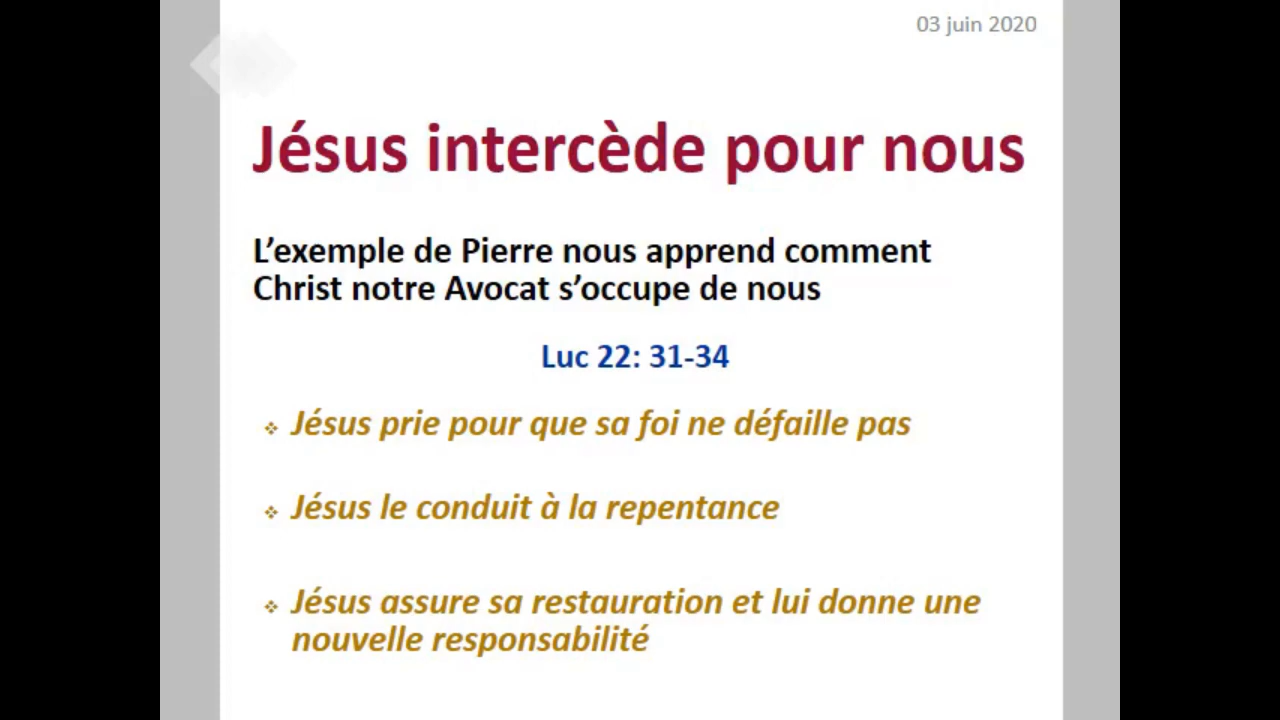 03 juin 2020
Jésus intercède pour nous
L’exemple de Pierre nous apprend comment
Christ notre Avocat s’occupe de nous
Luc 22: 31-34
❖ Jésus prie pour que sa foi ne défaille pas
❖ Jésus le conduit à la repentance
❖ Jésus assure sa restauration et lui donne une
nouvelle responsabilité